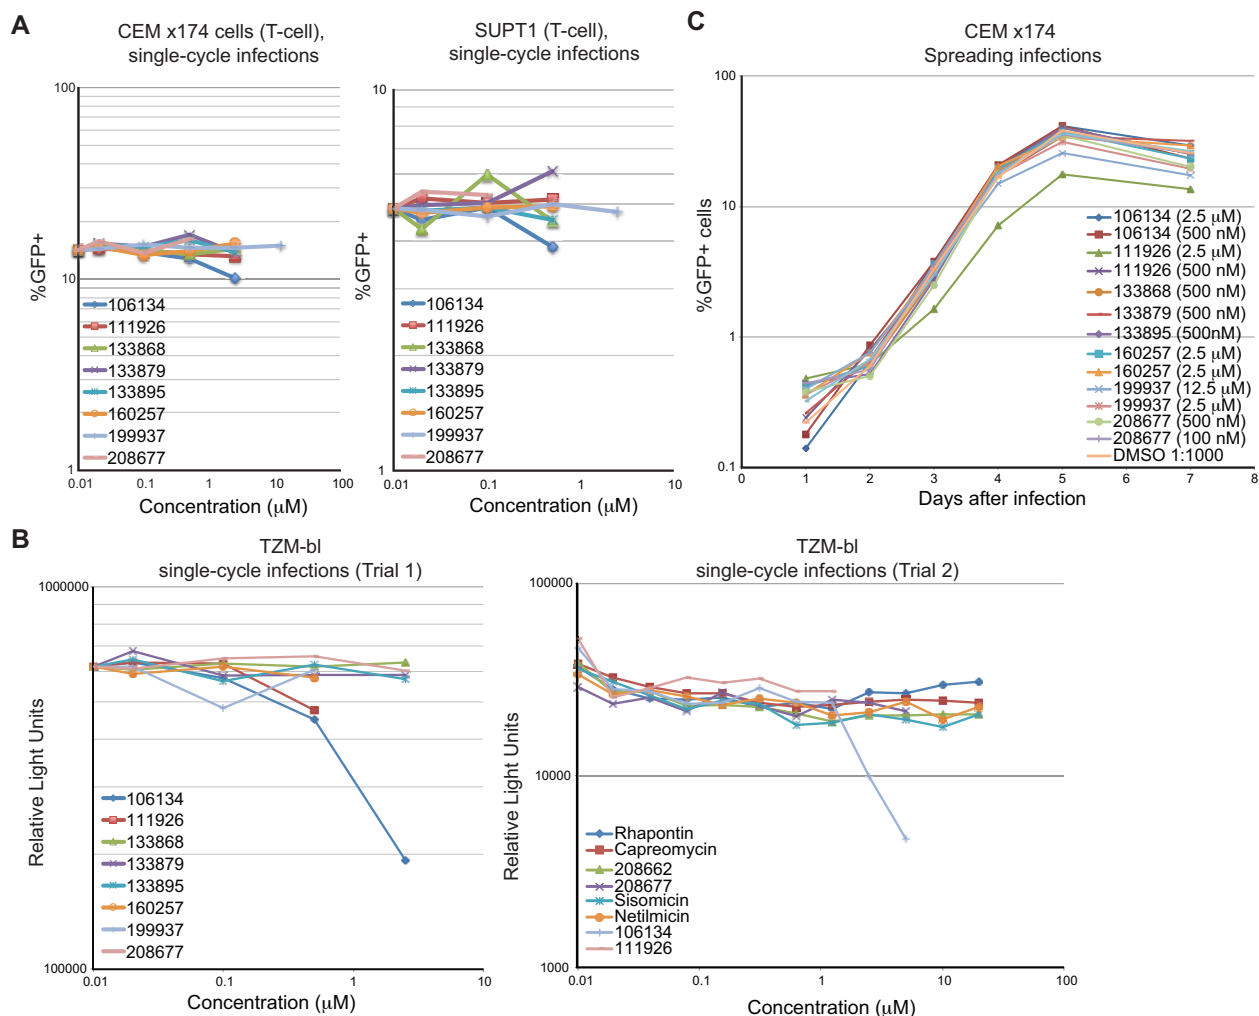 A
CEM x174 cells (T-cell),
single-cycle infections
100
10
1
%GFP+
106134
111926
133868
133879
133895
160257
199937
208677
0.01
0.1
1
10
100
Concentration (μM)
SUPT1 (T-cell),
single-cycle infections
10
1
%GFP+
106134
111926
133868
133879
133895
160257
199937
208677
0.01
0.1
1
10
Concentration (μM)
C
CEM x174
Spreading infections
100
10
1
0.1
%GFP+ cells
106134 (2.5 μM)
106134 (500 nM)
111926 (2.5 μM)
111926 (500 nM)
133868 (500 nM)
133879 (500 nM)
133895 (500nM)
160257 (2.5 μM)
160257 (2.5 μM)
199937 (12.5 μM)
199937 (2.5 μM)
208677 (500 nM)
208677 (100 nM)
DMSO 1:1000
0 1 2 3 4 5 6 7 8
Days after infection
B
TZM-bl
single-cycle infections (Trial 1)
1000000
100000
Relative Light Units
106134
111926
133868
133879
133895
160257
199937
208677
0.01
0.1
1
10
Concentration (μM)
TZM-bl
single-cycle infections (Trial 2)
100000
10000
1000
Relative Light Units
Rhapontin
Capreomycin
208662
208677
Sisomicin
Netilmicin
106134
111926
0.01
0.1
1
10
100
Concentration (μM)